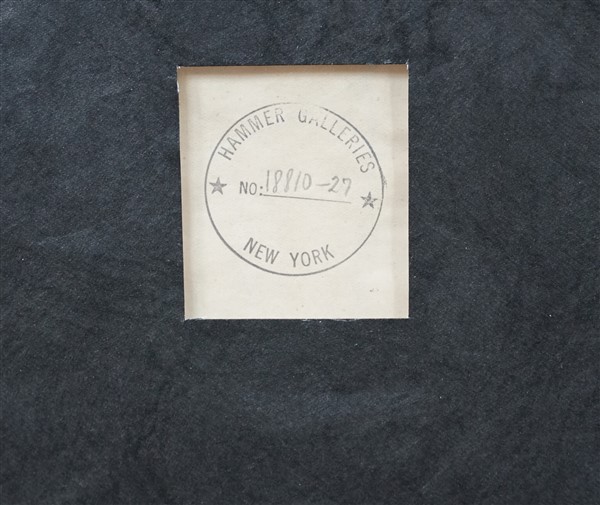 HAMMER GALLERIES
NO: 18810-27
NEW YORK